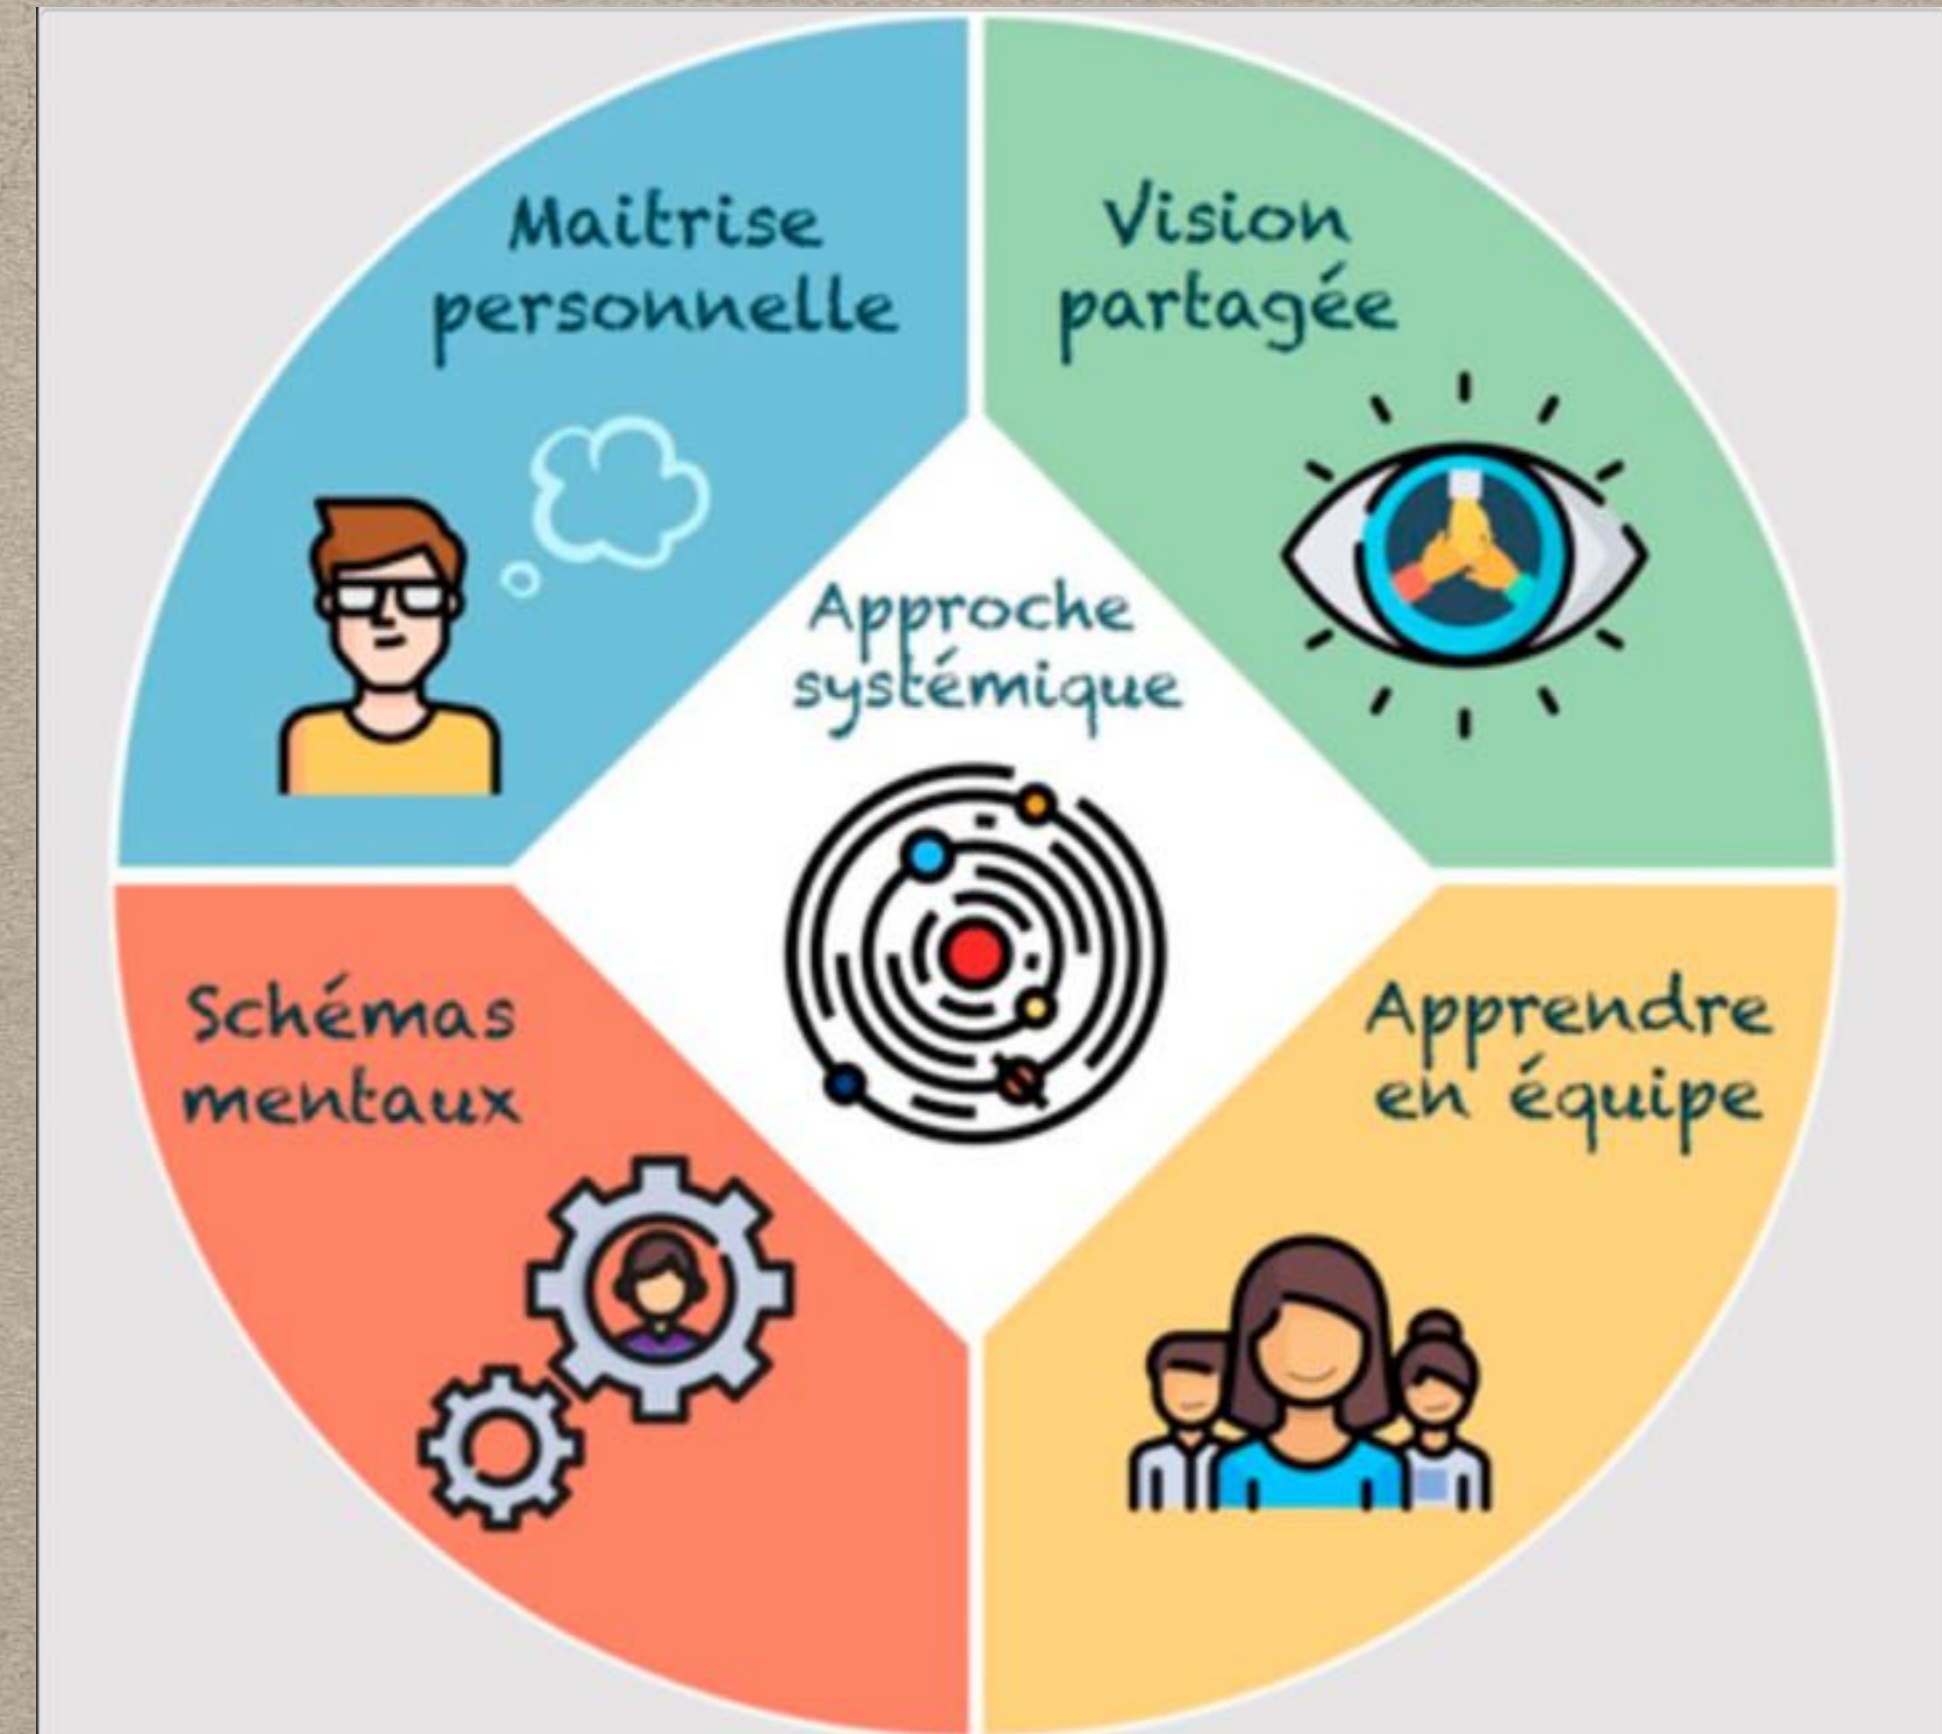 Maitrise
personnelle
Vision
partagée
Approche
systémique
Schémas
mentaux
Apprendre
en équipe